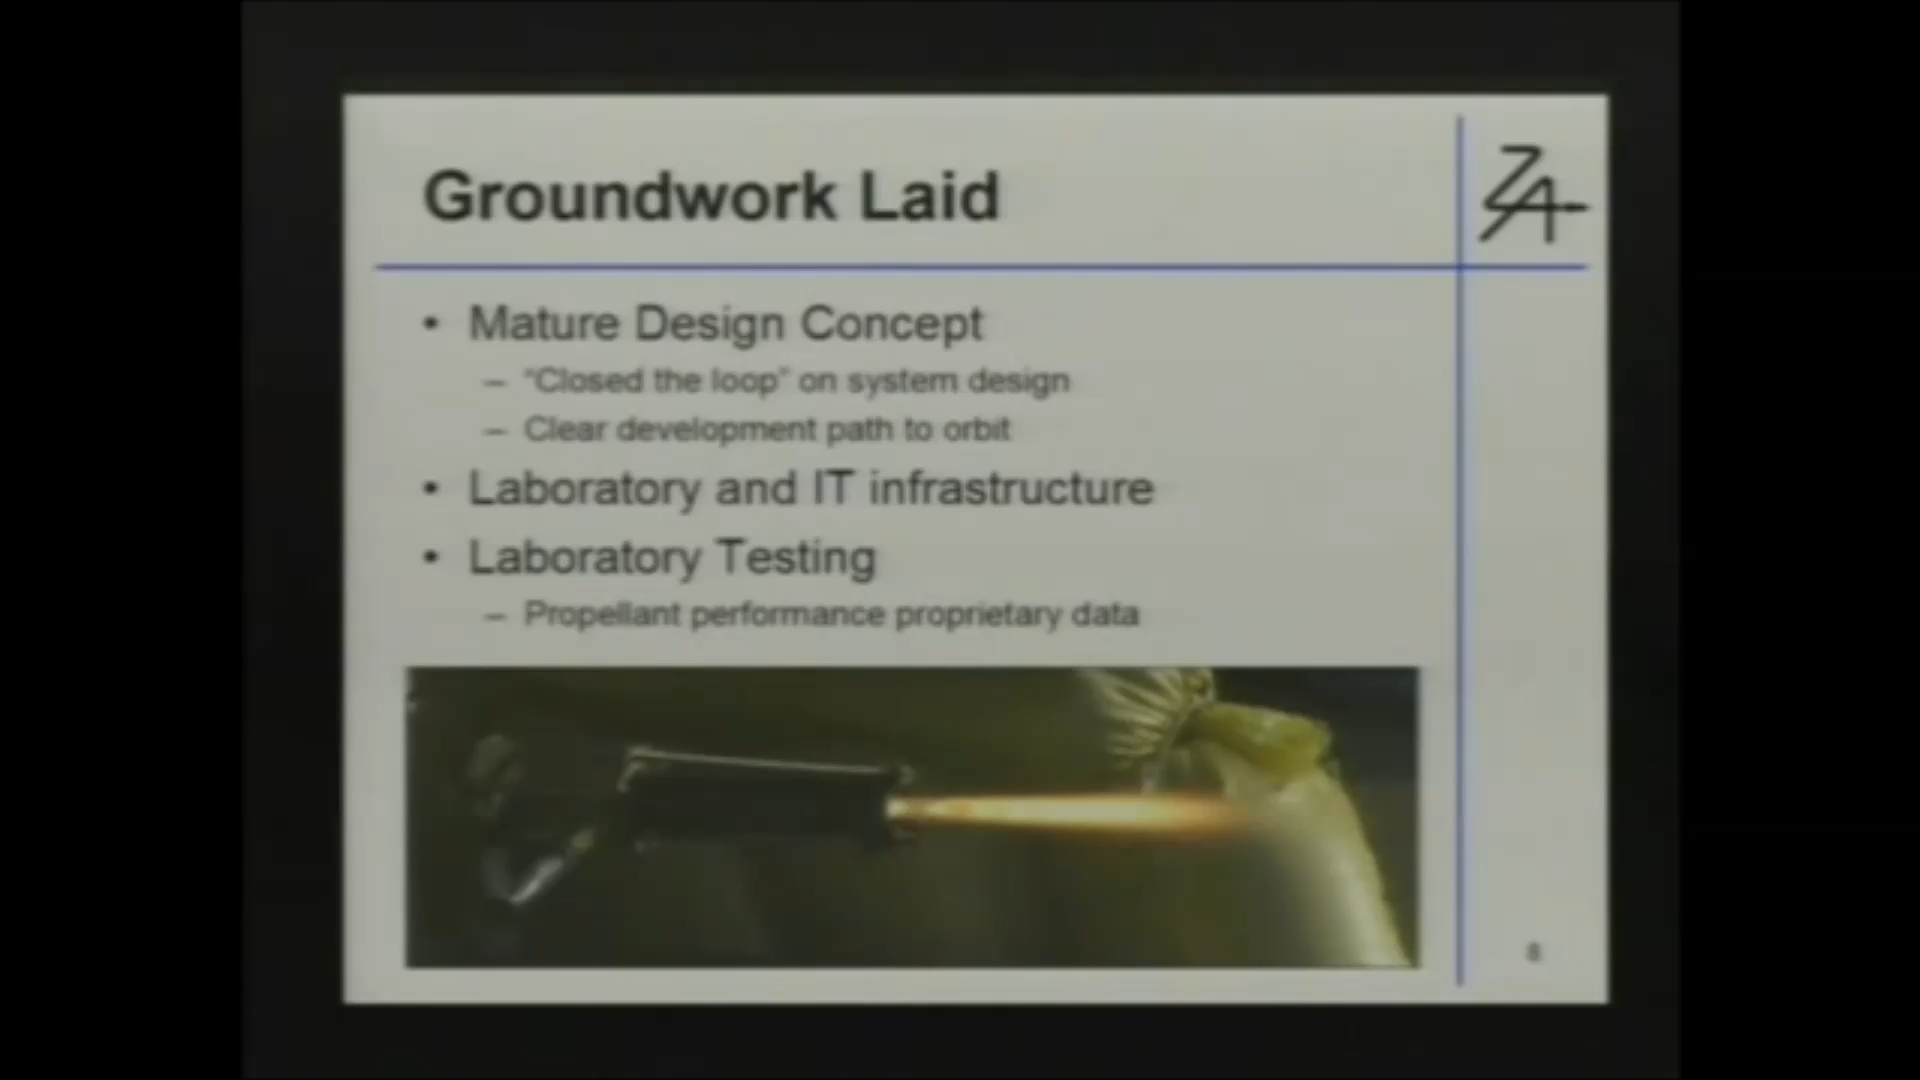 Groundwork Laid
ZA
• Mature Design Concept
– "Closed the loop" on system design
– Clear development path to orbit
• Laboratory and IT infrastructure
• Laboratory Testing
– Propellant performance proprietary data